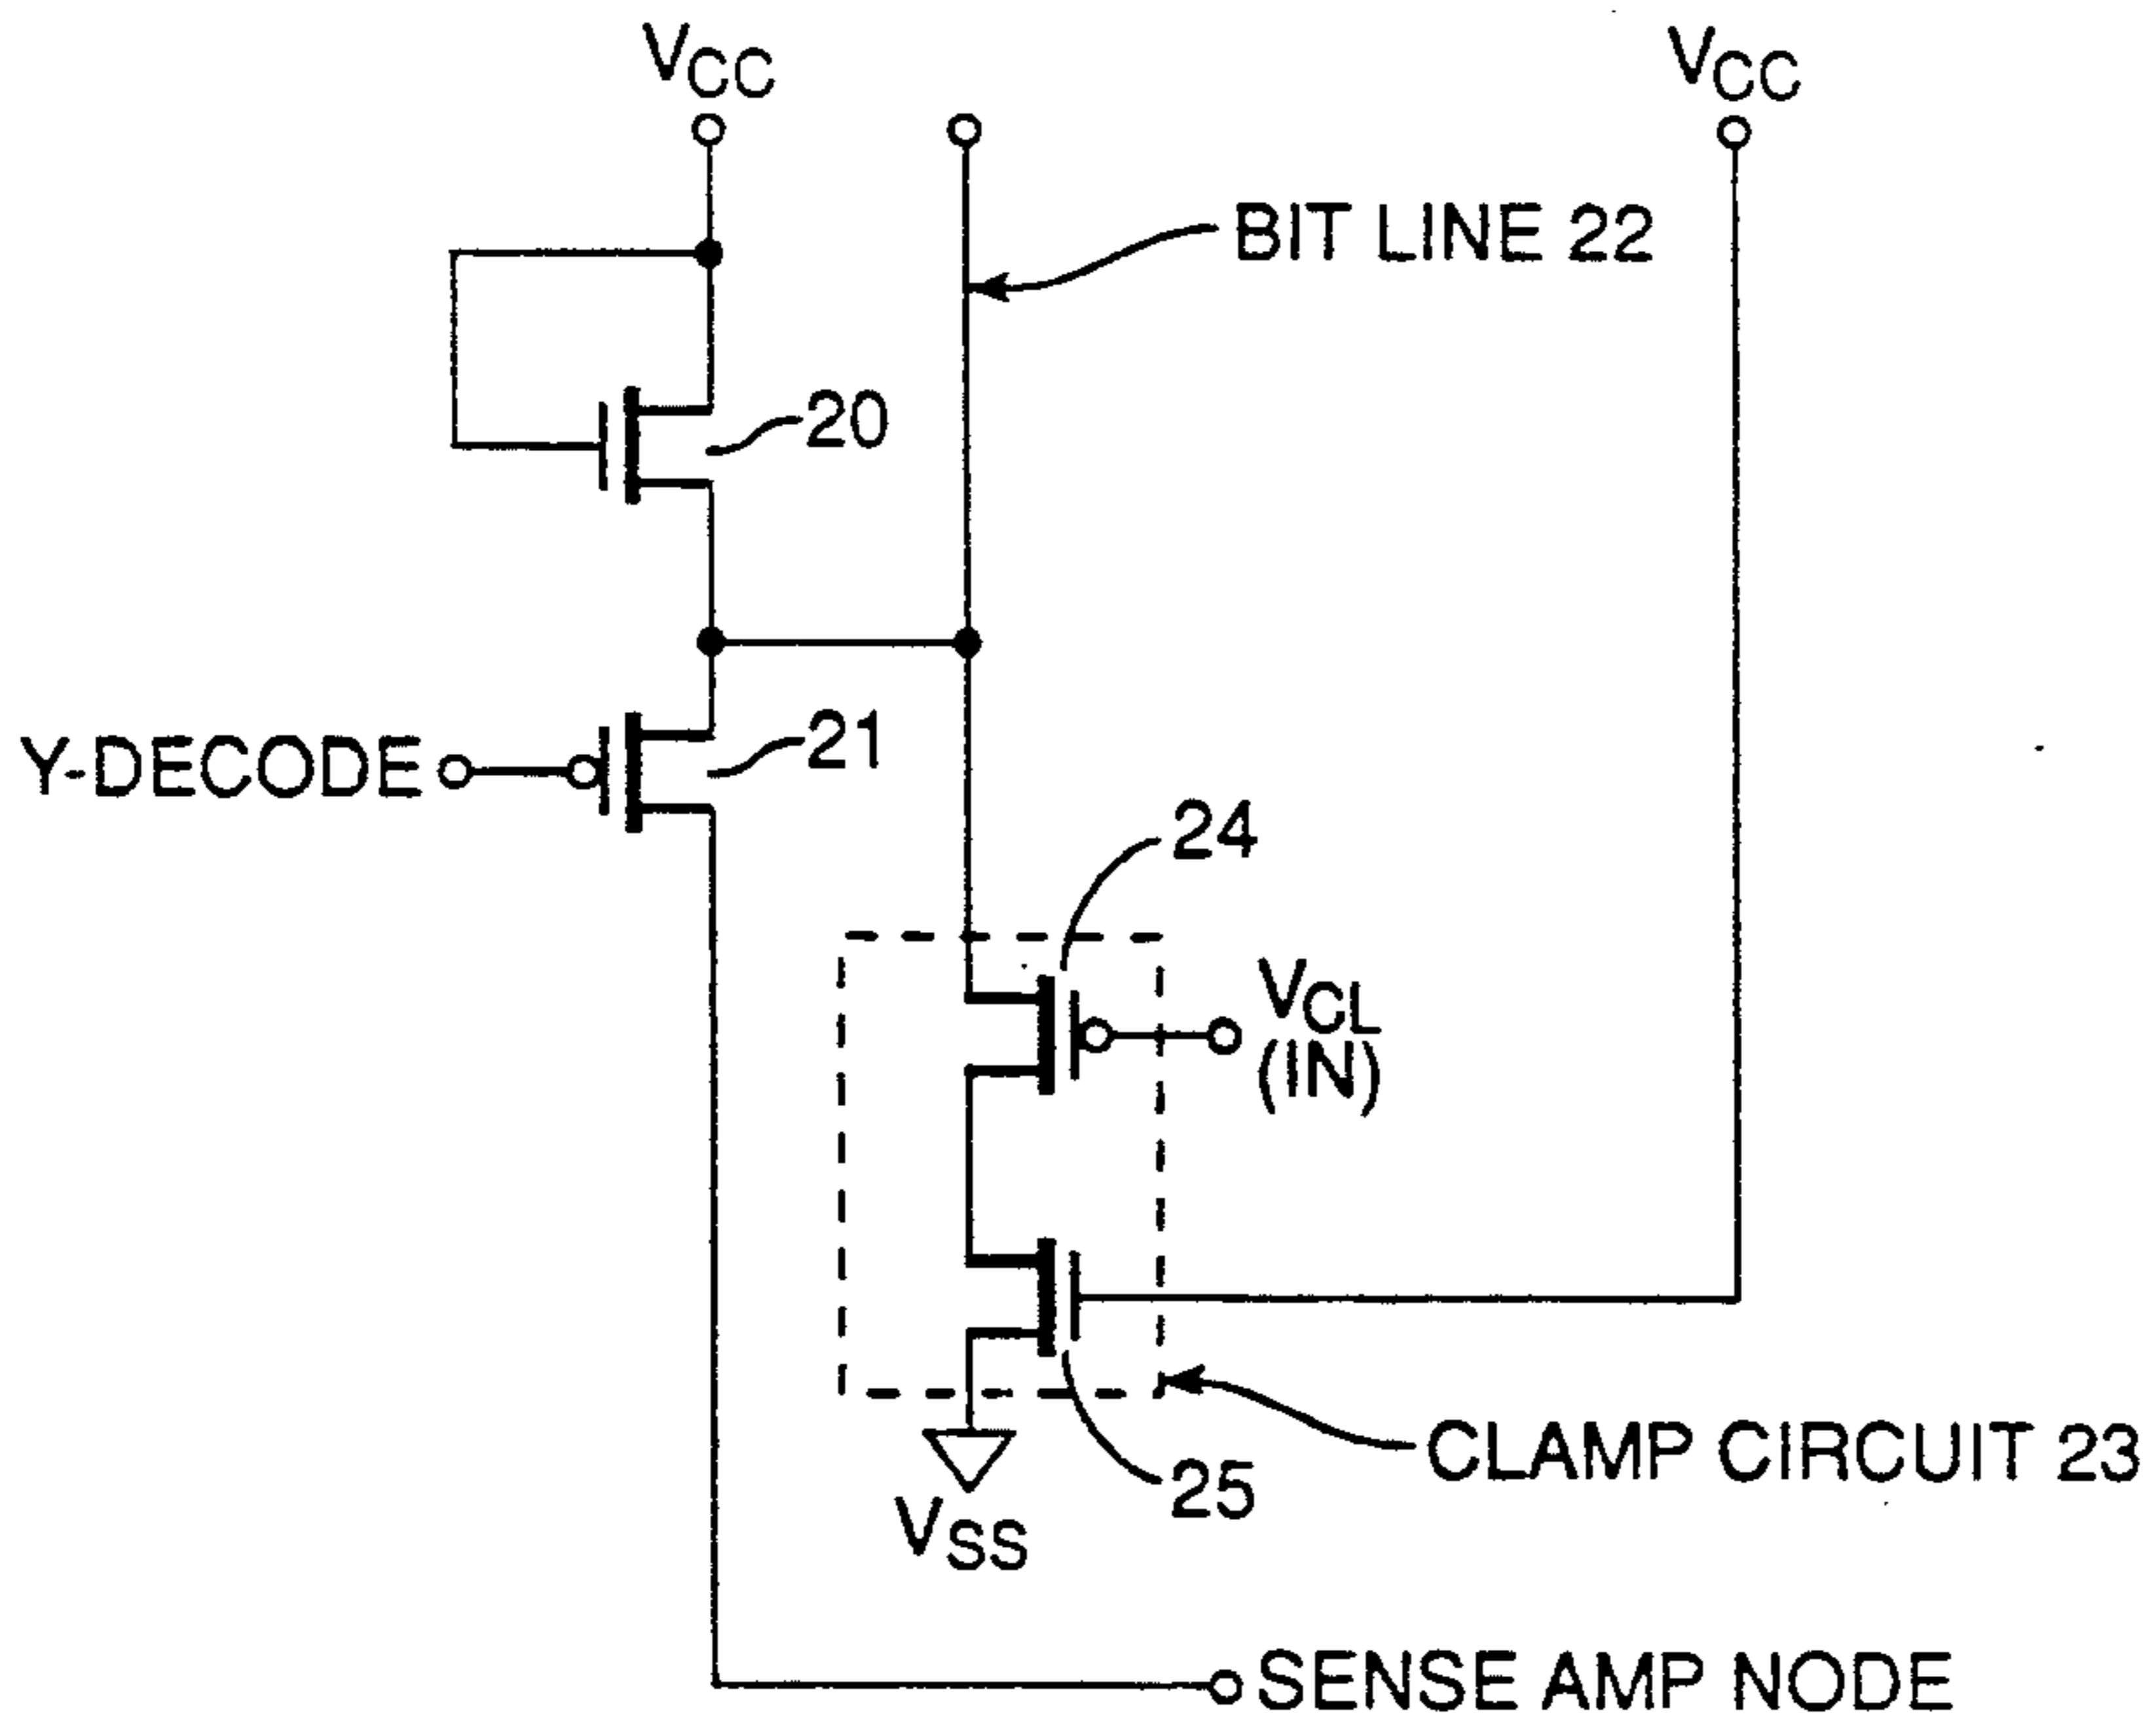 VCC
VCC
BIT LINE 22
20
Y-DECODE
21
24
VCL
(IN)
CLAMP CIRCUIT 23
25
VSS
SENSE AMP NODE